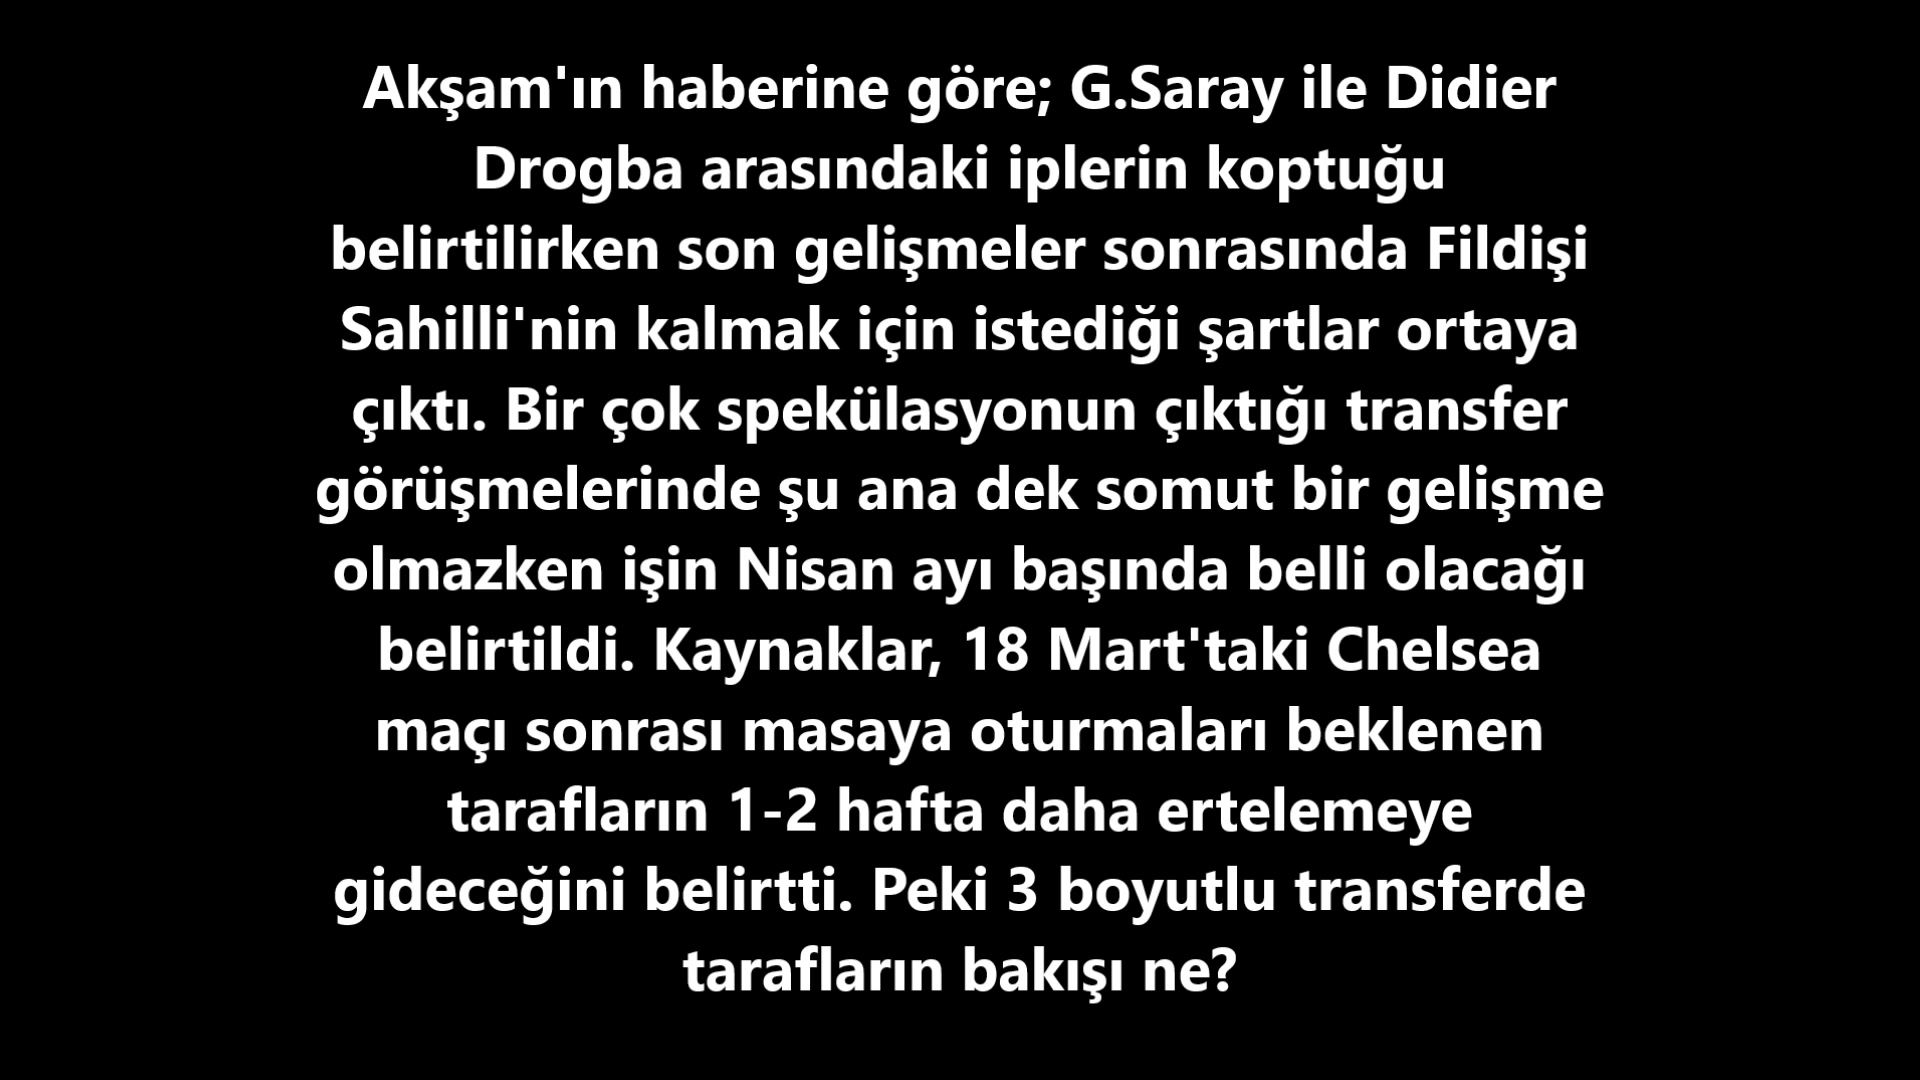 Akşam'ın haberine göre; G.Saray ile Didier
Drogba arasındaki iplerin koptuğu
belirtilirken son gelişmeler sonrasında Fildişi
Sahilli'nin kalmak için istediği şartlar ortaya
çıktı. Bir çok spekülasyonun çıktığı transfer
görüşmelerinde şu ana dek somut bir gelişme
olmazken işin Nisan ayı başında belli olacağı
belirtildi. Kaynaklar, 18 Mart'taki Chelsea
maçı sonrası masaya oturmaları beklenen
tarafların 1-2 hafta daha ertelemeye
gideceğini belirtti. Peki 3 boyutlu transferde
tarafların bakışı ne?